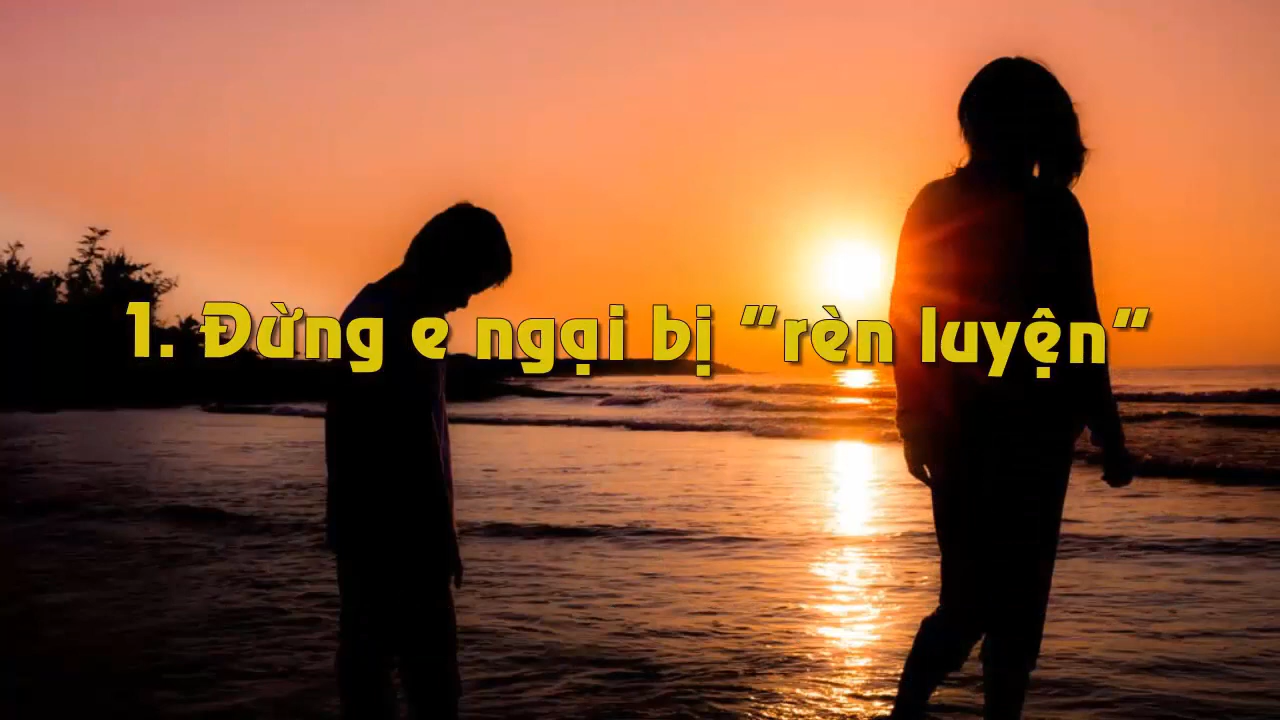 1. Đừng e ngại bị "rèn luyện"